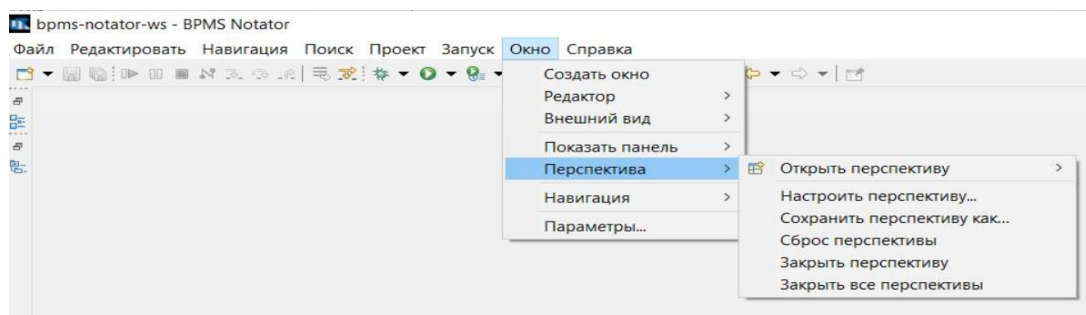 bpms-notator-ws - BPMS Notator
Файл Редактировать Навигация Поиск Проект Запуск Окно Справка
Создать окно
Редактор
Внешний вид
Показать панель
Перспектива
Навигация
Параметры...
Открыть перспективу
Настроить перспективу...
Сохранить перспективу как...
Сброс перспективы
Закрыть перспективу
Закрыть все перспективы